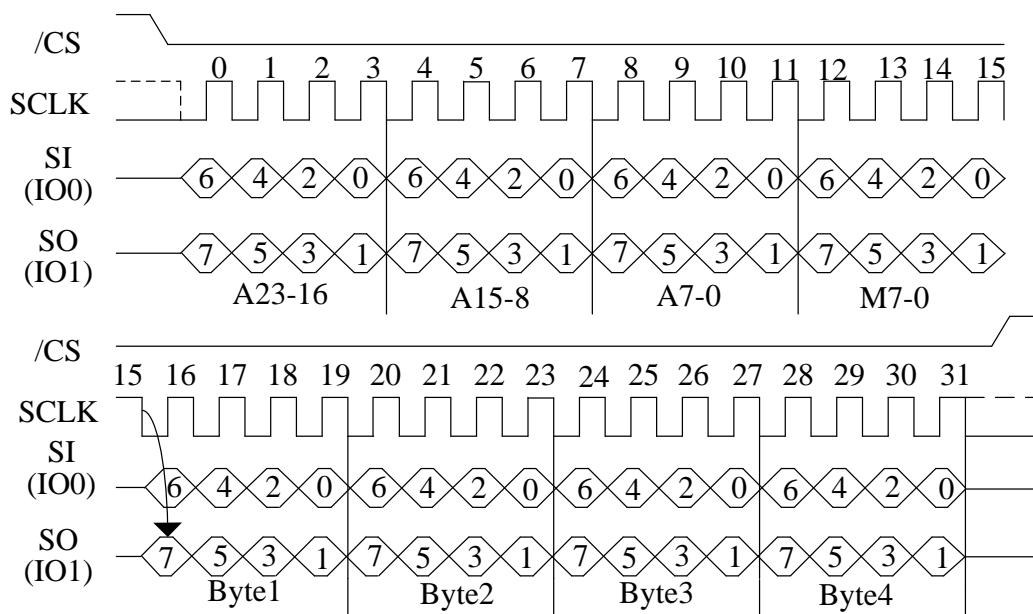 /CS
0 1 2 3 4 5 6 7 8 9 10 11 12 13 14 15
SCLK
SI
(IO0)
6 4 2 0 6 4 2 0 6 4 2 0 6 4 2 0
SO
(IO1)
7 5 3 1 7 5 3 1 7 5 3 1 7 5 3 1
A23-16 A15-8 A7-0 M7-0
/CS
15 16 17 18 19 20 21 22 23 24 25 26 27 28 29 30 31
SCLK
SI
(IO0)
6 4 2 0 6 4 2 0 6 4 2 0 6 4 2 0
SO
(IO1)
7 5 3 1 7 5 3 1 7 5 3 1 7 5 3 1
Byte1 Byte2 Byte3 Byte4